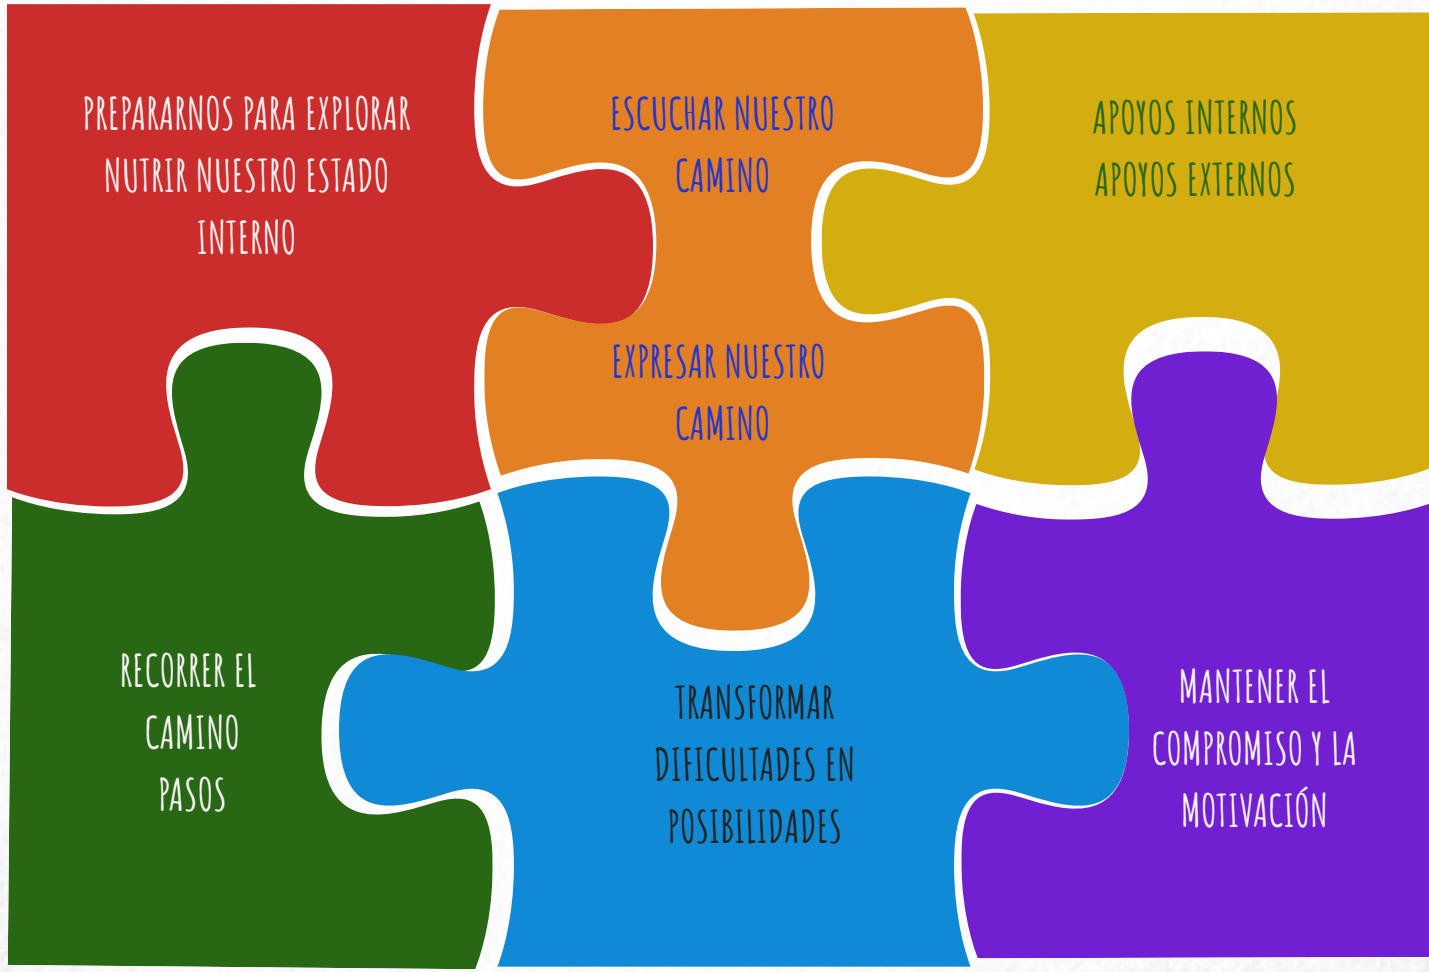 PREPARARNOS PARA EXPLORAR
NUTRIR NUESTRO ESTADO
INTERNO
ESCUCHAR NUESTRO
CAMINO
EXPRESAR NUESTRO
CAMINO
APOYOS INTERNOS
APOYOS EXTERNOS
RECORRER EL
CAMINO
PASOS
TRANSFORMAR
DIFICULTADES EN
POSIBILIDADES
MANTENER EL
COMPROMISO Y LA
MOTIVACIÓN